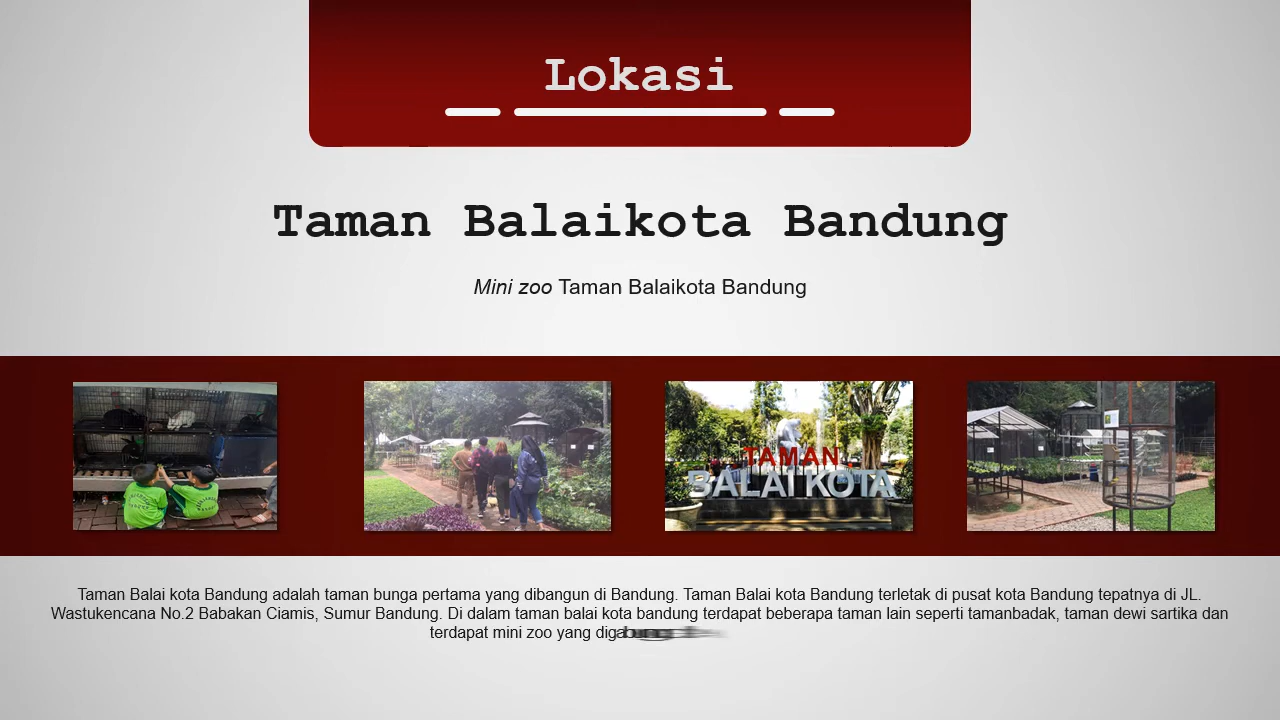 Lokasi
Taman Balaikota Bandung
Mini zoo Taman Balaikota Bandung
TAMAN
BALAI KOTA
Taman Balai kota Bandung adalah taman bunga pertama yang dibangun di Bandung. Taman Balai kota Bandung terletak di pusat kota Bandung tepatnya di JL.
Wastukencana No.2 Babakan Ciamis, Sumur Bandung. Di dalam taman balai kota bandung terdapat beberapa taman lain seperti tamanbadak, taman dewi sartika dan
terdapat mini zoo yang